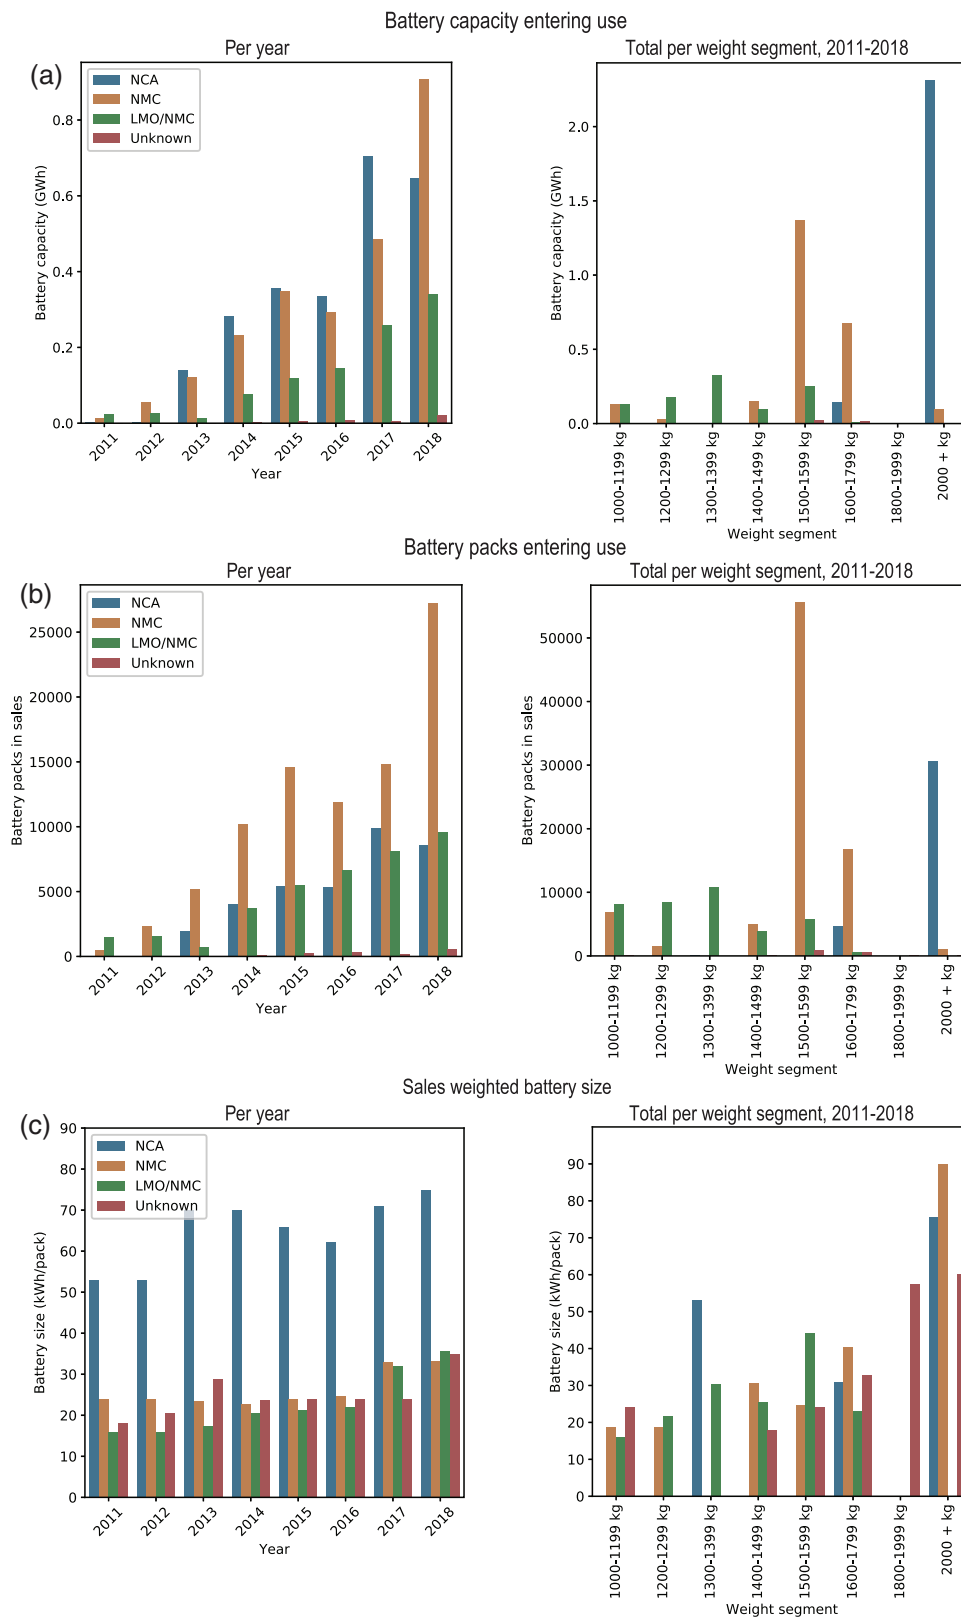 Battery capacity entering use
Per year
Total per weight segment, 2011-2018
(a)
NCA
NMC
LMO/NMC
Unknown
Battery capacity (GWh)
0.8
0.6
0.4
0.2
0.0
2011 2012 2013 2014 2015 2016 2017 2018
Year
Battery capacity (GWh)
2.0
1.5
1.0
0.5
0.0
1000-1199 kg 1200-1299 kg 1300-1399 kg 1400-1499 kg 1500-1599 kg 1600-1799 kg 1800-1999 kg 2000 + kg
Weight segment
Battery packs entering use
Per year
Total per weight segment, 2011-2018
(b)
NCA
NMC
LMO/NMC
Unknown
Battery packs in sales
25000
20000
15000
10000
5000
0
2011 2012 2013 2014 2015 2016 2017 2018
Year
Battery packs in sales
50000
40000
30000
20000
10000
0
1000-1199 kg 1200-1299 kg 1300-1399 kg 1400-1499 kg 1500-1599 kg 1600-1799 kg 1800-1999 kg 2000 + kg
Weight segment
Sales weighted battery size
Per year
Total per weight segment, 2011-2018
(c)
NCA
NMC
LMO/NMC
Unknown
Battery size (kWh/pack)
90
80
70
60
50
40
30
20
10
0
2011 2012 2013 2014 2015 2016 2017 2018
Year
Battery size (kWh/pack)
90
80
70
60
50
40
30
20
10
0
1000-1199 kg 1200-1299 kg 1300-1399 kg 1400-1499 kg 1500-1599 kg 1600-1799 kg 1800-1999 kg 2000 + kg
Weight segment